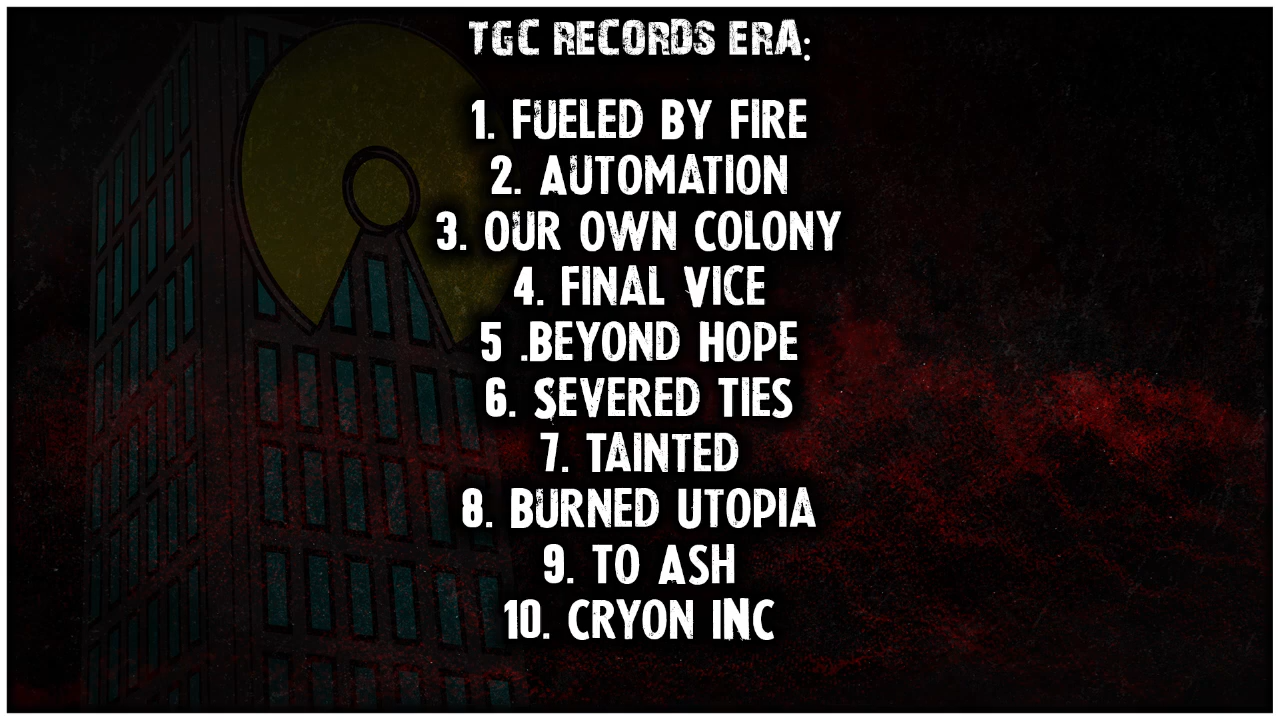 TGC RECORDS ERA:
1. FUELED BY FIRE
2. AUTOMATION
3. OUR OWN COLONY
4. FINAL VICE
5 .BEYOND HOPE
6. SEVERED TIES
7. TAINTED
8. BURNED UTOPIA
9. TO ASH
10. CRYON INC